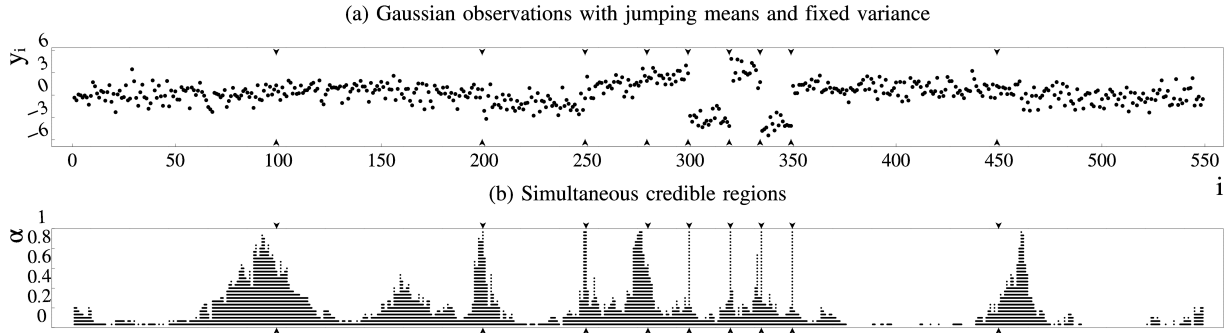 (a) Gaussian observations with jumping means and fixed variance
yᵢ
6
3
0
−3
−6
0 50 100 150 200 250 300 350 400 450 500 550
i
(b) Simultaneous credible regions
α
1
0.8
0.6
0.4
0.2
0